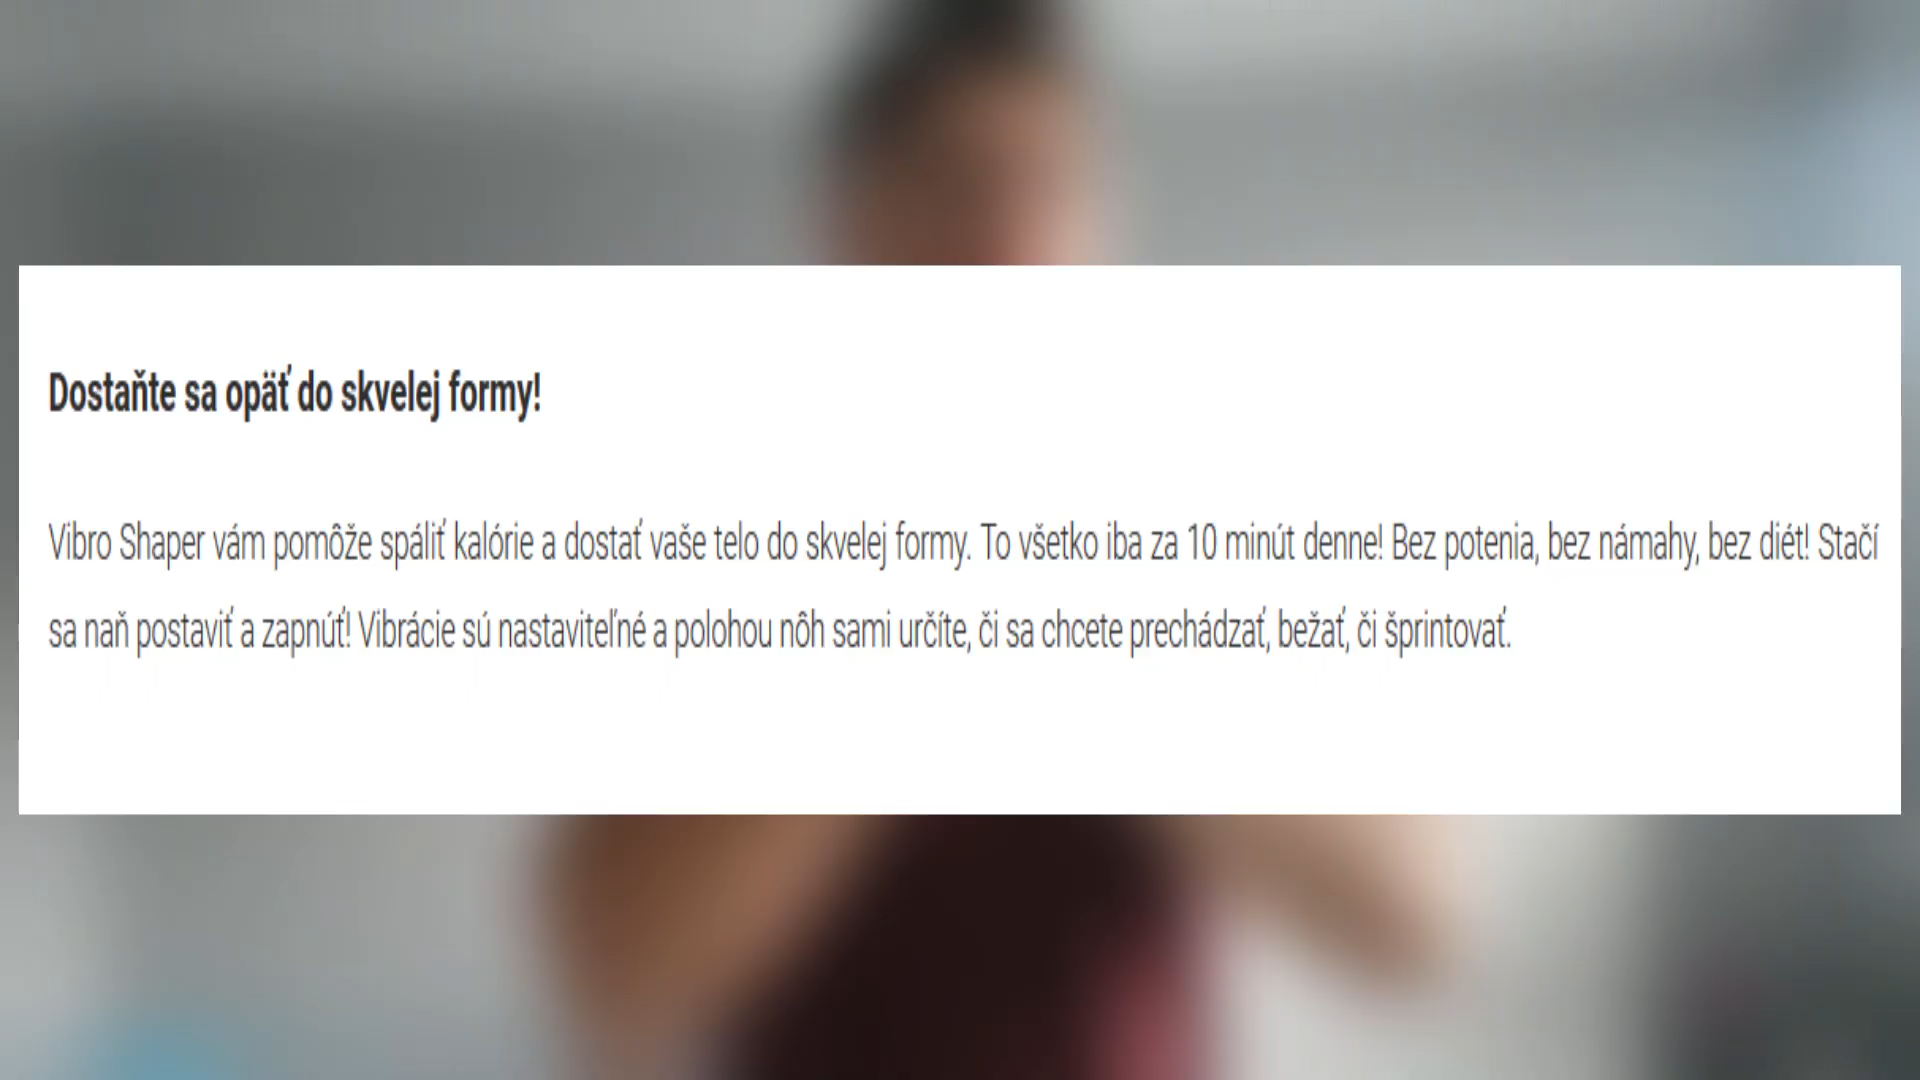 Dostaňte sa opäť do skvelej formy!
Vibro Shaper vám pomôže spáliť kalórie a dostať vaše telo do skvelej formy. To všetko iba za 10 minút denne! Bez potenia, bez námahy, bez diét! Stačí
sa naň postaviť a zapnúť! Vibrácie sú nastaviteľné a polohou nôh sami určíte, či sa chcete prechádzať, bežať, či šprintovať.